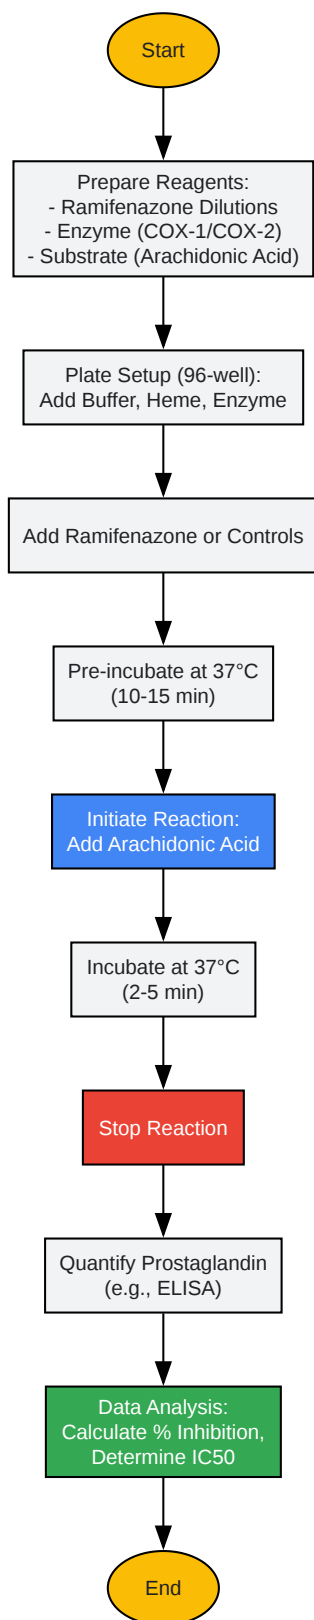 Start
Prepare Reagents:
- Ramifenazone Dilutions
- Enzyme (COX-1/COX-2)
- Substrate (Arachidonic Acid)
Plate Setup (96-well):
Add Buffer, Heme, Enzyme
Add Ramifenazone or Controls
Pre-incubate at 37°C
(10-15 min)
Initiate Reaction:
Add Arachidonic Acid
Incubate at 37°C
(2-5 min)
Stop Reaction
Quantify Prostaglandin
(e.g., ELISA)
Data Analysis:
Calculate % Inhibition,
Determine IC50
End